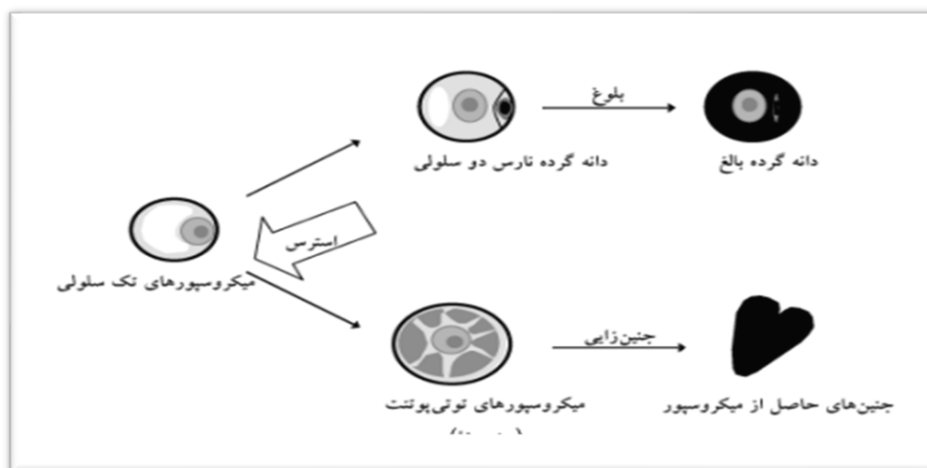 بلوغ
دانه گرده نارس دو سلولی
دانه گرده بالغ
استرس
میکروسپورهای تک سلولی
جنین‌زایی
میکروسپورهای توتی‌پوتنت
جنین‌های حاصل از میکروسپور